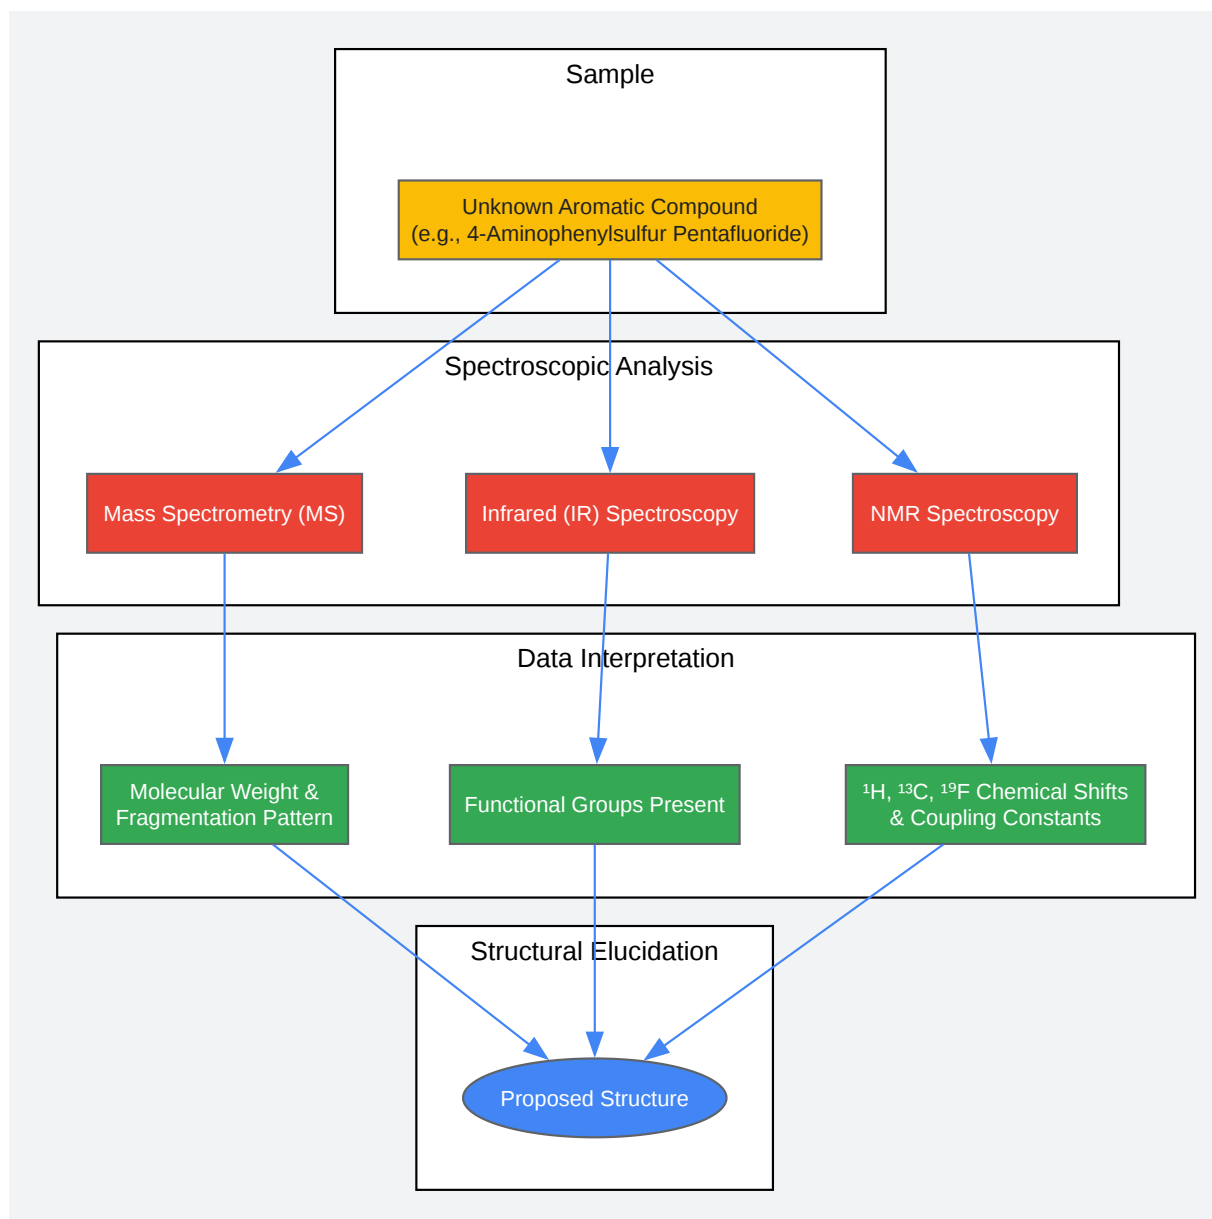 Sample
Unknown Aromatic Compound
(e.g., 4-Aminophenylsulfur Pentafluoride)
Spectroscopic Analysis
Mass Spectrometry (MS)
Infrared (IR) Spectroscopy
NMR Spectroscopy
Data Interpretation
Molecular Weight &
Fragmentation Pattern
Functional Groups Present
¹H, ¹³C, ¹⁹F Chemical Shifts
& Coupling Constants
Structural Elucidation
Proposed Structure